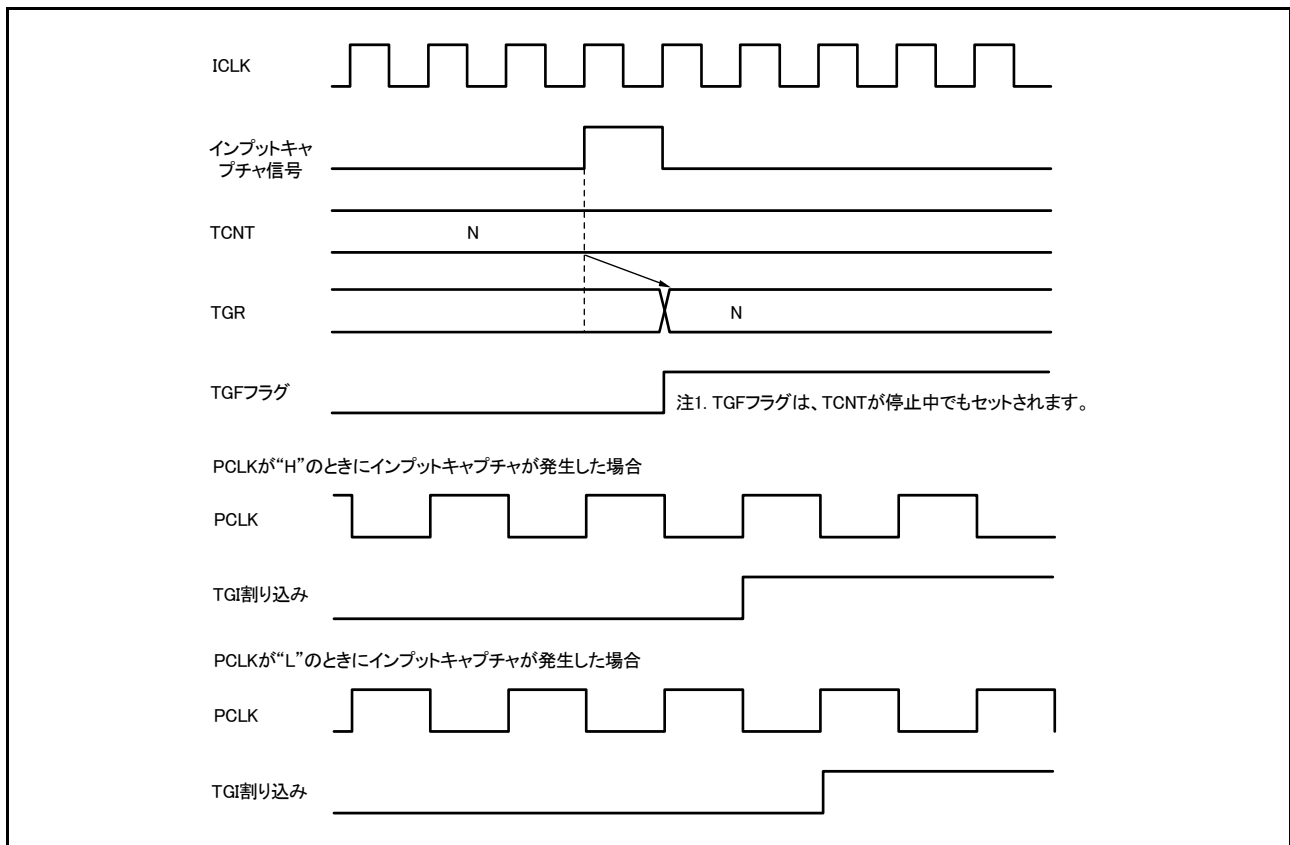 ICLK
インプットキャ
プチャ信号
TCNT
N
TGR
N
TGFフラグ
注1. TGFフラグは、TCNTが停止中でもセットされます。
PCLKが“H”のときにインプットキャプチャが発生した場合
PCLK
TGI割り込み
PCLKが“L”のときにインプットキャプチャが発生した場合
PCLK
TGI割り込み